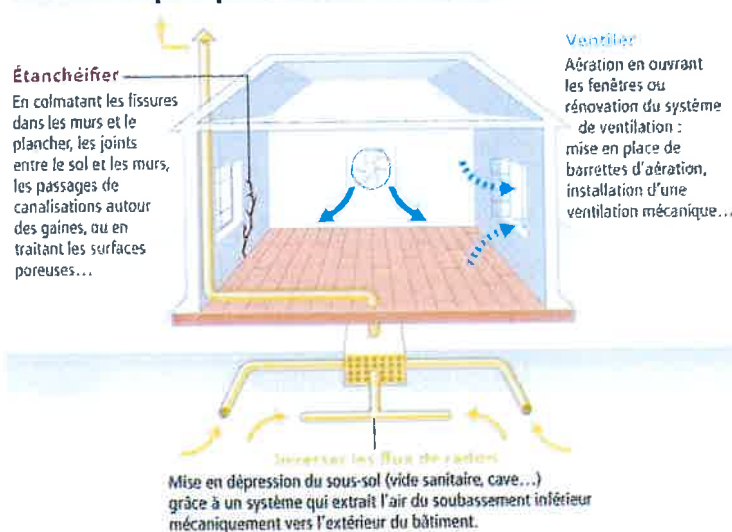 Étanchéifier
En colmatant les fissures
dans les murs et le
plancher, les joints
entre le sol et les murs,
les passages de
canalisations autour
des gaines, ou en
traitant les surfaces
poreuses...
Ventiler
Aération en ouvrant
les fenêtres ou
rénovation du système
de ventilation :
mise en place de
barrettes d'aération,
installation d'une
ventilation mécanique...
Inverser les flux de radon
Mise en dépression du sous-sol (vide sanitaire, cave...)
grâce à un système qui extrait l'air du soubassement inférieur
mécaniquement vers l'extérieur du bâtiment.